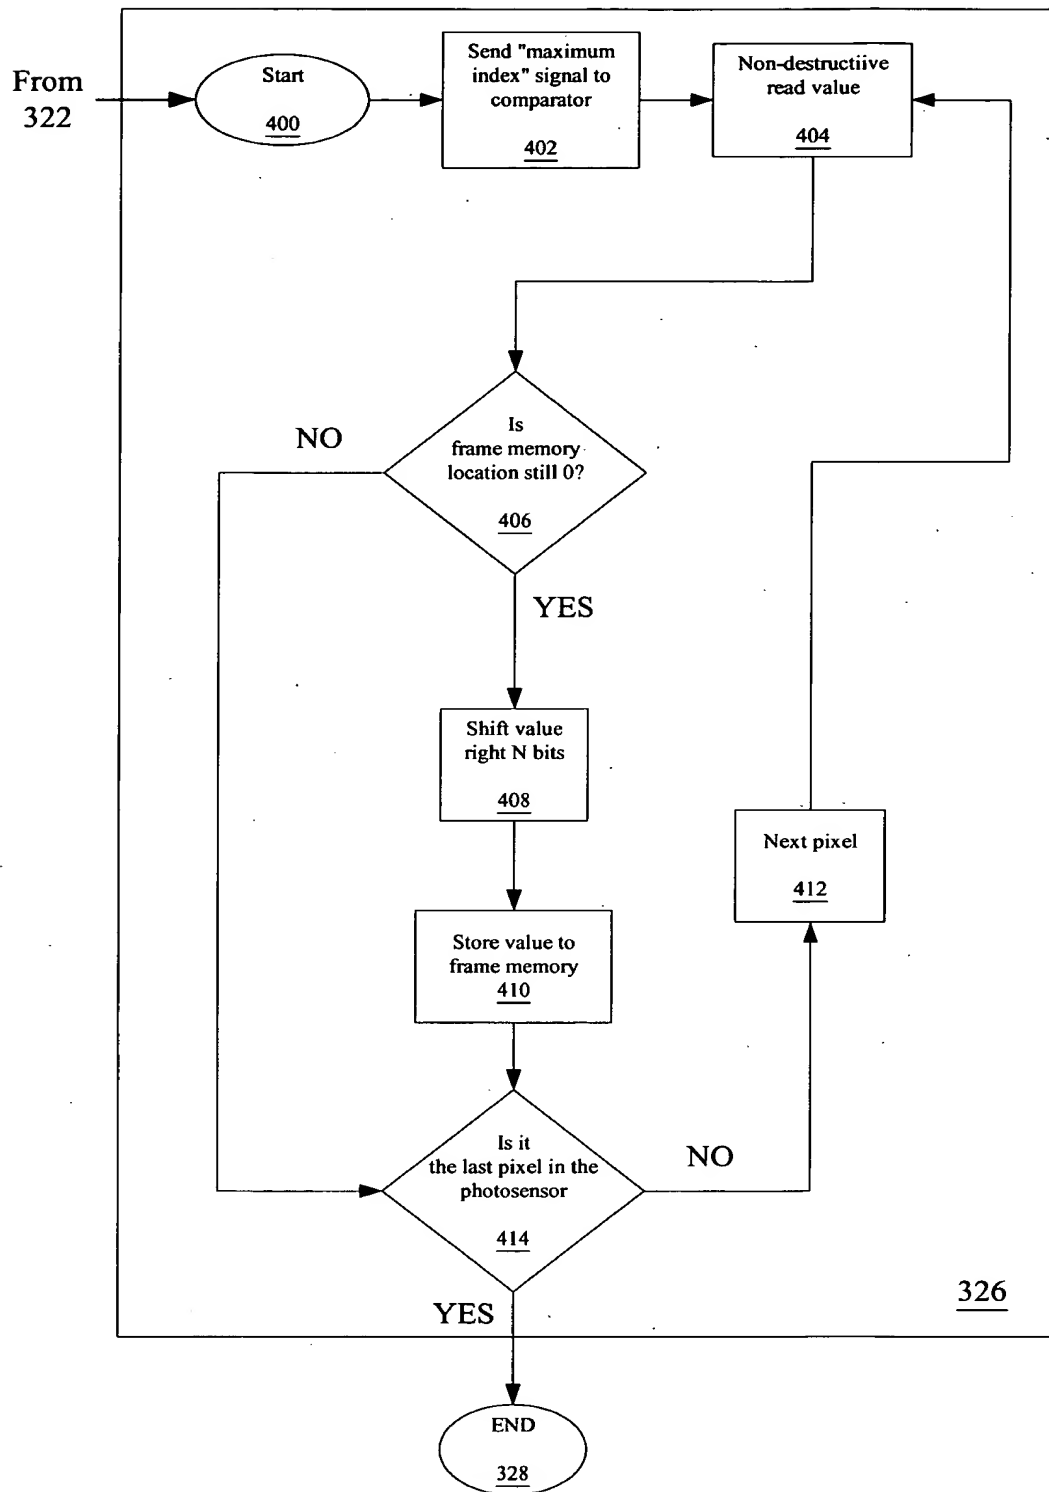 From
322
Start
400
Send "maximum
index" signal to
comparator
402
Non-destructiive
read value
404
NO
Is
frame memory
location still 0?
406
YES
Shift value
right N bits
408
Next pixel
412
Store value to
frame memory
410
Is it
the last pixel in the
photosensor
414
NO
326
YES
END
328